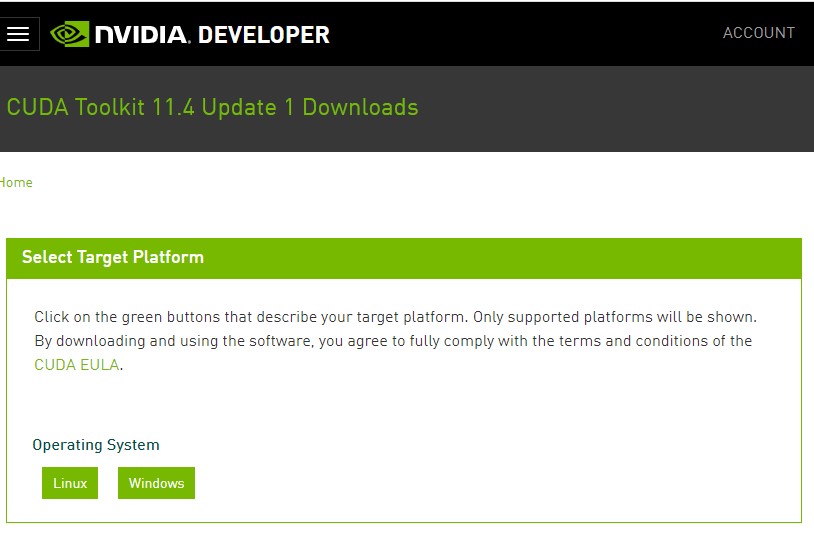 NVIDIA. DEVELOPER
ACCOUNT
CUDA Toolkit 11.4 Update 1 Downloads
Home
Select Target Platform
Click on the green buttons that describe your target platform. Only supported platforms will be shown.
By downloading and using the software, you agree to fully comply with the terms and conditions of the
CUDA EULA.
Operating System
Linux Windows